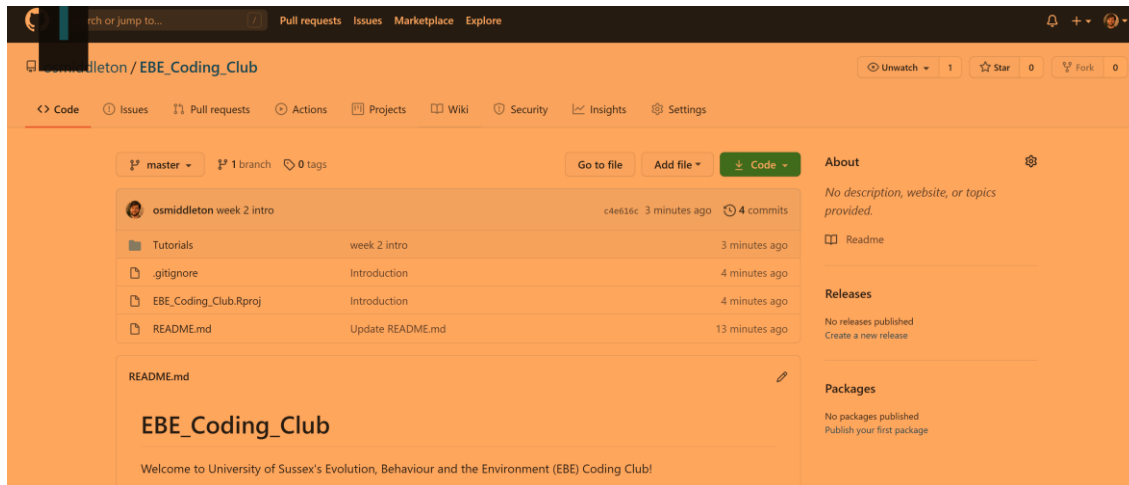 rch or jump to... / Pull requests Issues Marketplace Explore
osmiddleton / EBE_Coding_Club Unwatch 1 Star 0 Fork 0
<> Code Issues Pull requests Actions Projects Wiki Security Insights Settings
master 1 branch 0 tags Go to file Add file Code
osmiddleton week 2 intro c4e616c 3 minutes ago 4 commits
Tutorials week 2 intro 3 minutes ago
.gitignore Introduction 4 minutes ago
EBE_Coding_Club.Rproj Introduction 4 minutes ago
README.md Update README.md 13 minutes ago
README.md
EBE_Coding_Club
Welcome to University of Sussex's Evolution, Behaviour and the Environment (EBE) Coding Club!
About
No description, website, or topics
provided.
Readme
Releases
No releases published
Create a new release
Packages
No packages published
Publish your first package